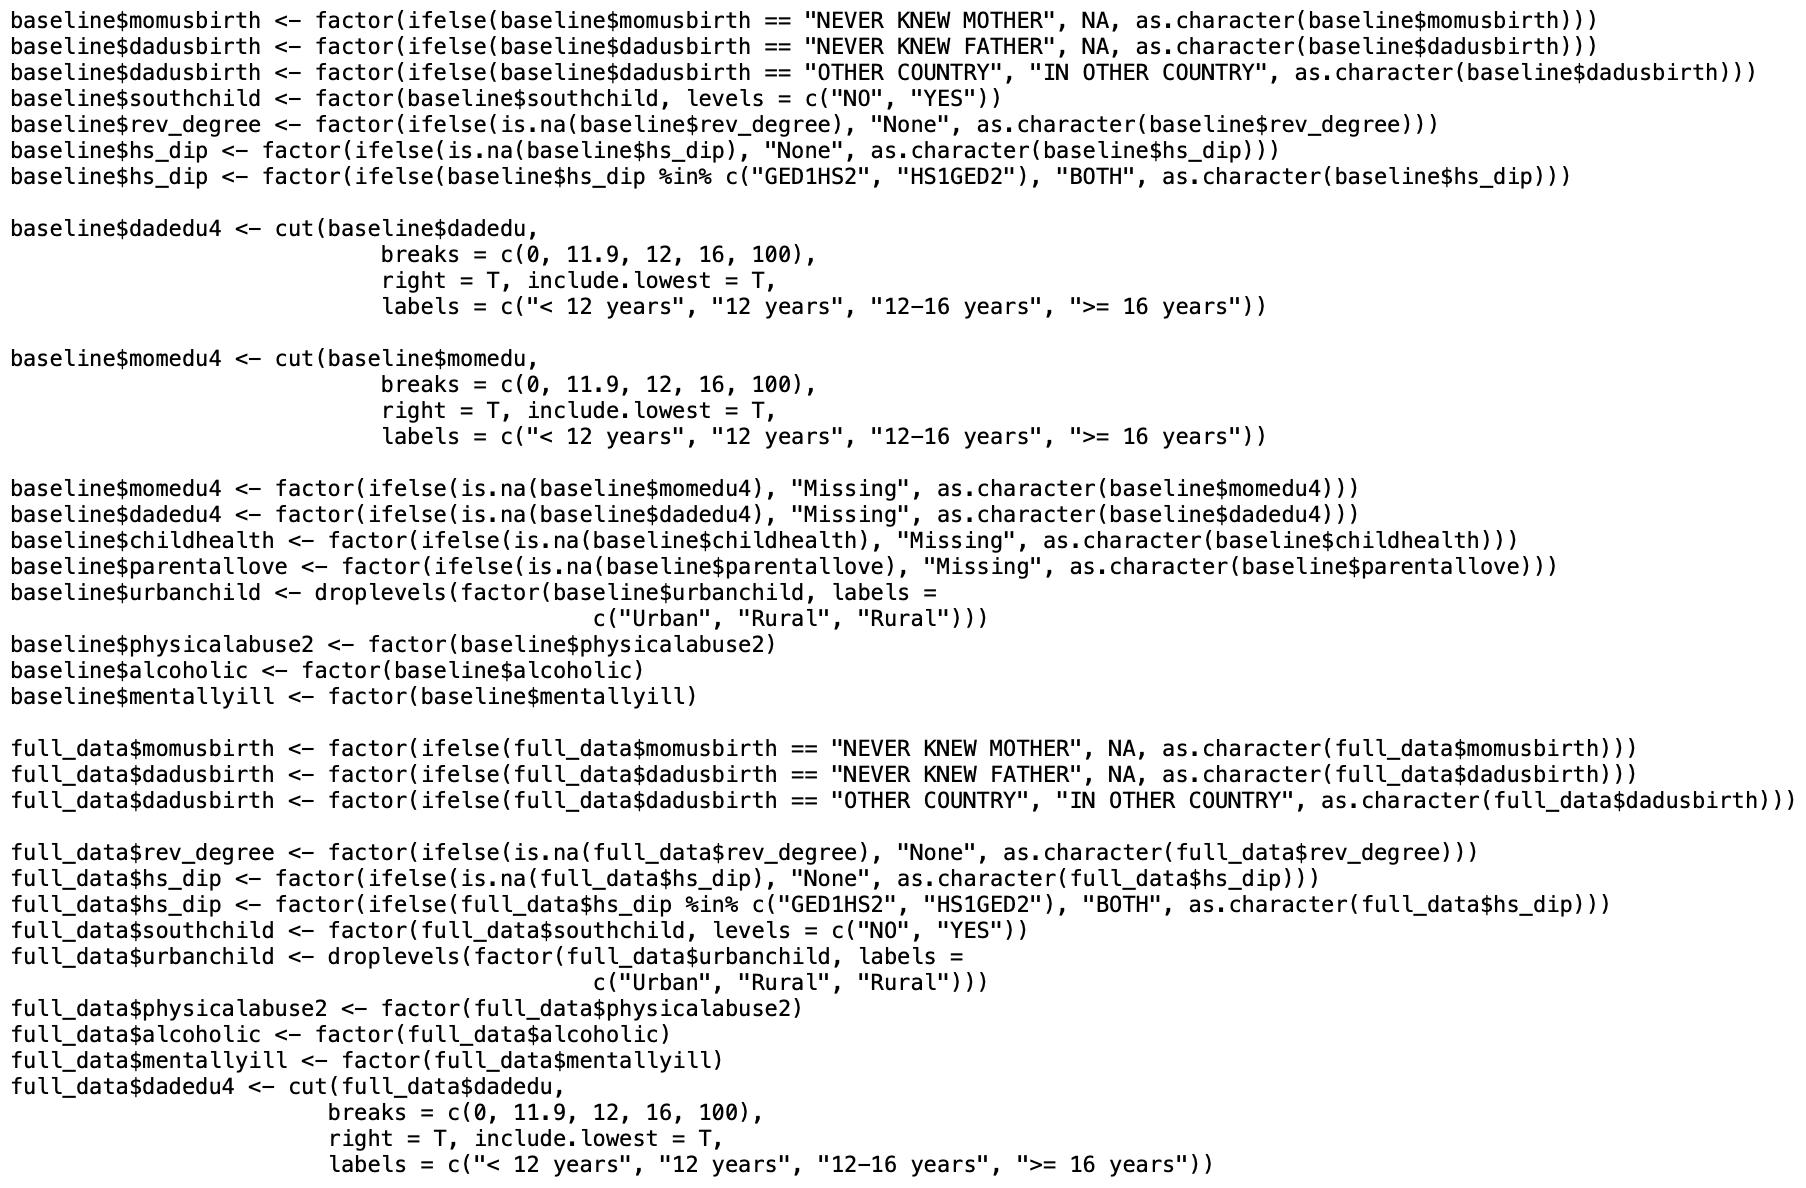 baseline$momusbirth <- factor(ifelse(baseline$momusbirth == "NEVER KNEW MOTHER", NA, as.character(baseline$momusbirth)))
baseline$dadusbirth <- factor(ifelse(baseline$dadusbirth == "NEVER KNEW FATHER", NA, as.character(baseline$dadusbirth)))
baseline$dadusbirth <- factor(ifelse(baseline$dadusbirth == "OTHER COUNTRY", "IN OTHER COUNTRY", as.character(baseline$dadusbirth)))
baseline$southchild <- factor(baseline$southchild, levels = c("NO", "YES"))
baseline$rev_degree <- factor(ifelse(is.na(baseline$rev_degree), "None", as.character(baseline$rev_degree)))
baseline$hs_dip <- factor(ifelse(is.na(baseline$hs_dip), "None", as.character(baseline$hs_dip)))
baseline$hs_dip <- factor(ifelse(baseline$hs_dip %in% c("GED1HS2", "HS1GED2"), "BOTH", as.character(baseline$hs_dip)))

baseline$dadedu4 <- cut(baseline$dadedu,
                            breaks = c(0, 11.9, 12, 16, 100),
                            right = T, include.lowest = T,
                            labels = c("< 12 years", "12 years", "12-16 years", ">= 16 years"))

baseline$momedu4 <- cut(baseline$momedu,
                            breaks = c(0, 11.9, 12, 16, 100),
                            right = T, include.lowest = T,
                            labels = c("< 12 years", "12 years", "12-16 years", ">= 16 years"))

baseline$momedu4 <- factor(ifelse(is.na(baseline$momedu4), "Missing", as.character(baseline$momedu4)))
baseline$dadedu4 <- factor(ifelse(is.na(baseline$dadedu4), "Missing", as.character(baseline$dadedu4)))
baseline$childhealth <- factor(ifelse(is.na(baseline$childhealth), "Missing", as.character(baseline$childhealth)))
baseline$parentallove <- factor(ifelse(is.na(baseline$parentallove), "Missing", as.character(baseline$parentallove)))
baseline$urbanchild <- droplevels(factor(baseline$urbanchild, labels =
                                            c("Urban", "Rural", "Rural")))
baseline$physicalabuse2 <- factor(baseline$physicalabuse2)
baseline$alcoholic <- factor(baseline$alcoholic)
baseline$mentallyill <- factor(baseline$mentallyill)

full_data$momusbirth <- factor(ifelse(full_data$momusbirth == "NEVER KNEW MOTHER", NA, as.character(full_data$momusbirth)))
full_data$dadusbirth <- factor(ifelse(full_data$dadusbirth == "NEVER KNEW FATHER", NA, as.character(full_data$dadusbirth)))
full_data$dadusbirth <- factor(ifelse(full_data$dadusbirth == "OTHER COUNTRY", "IN OTHER COUNTRY", as.character(full_data$dadusbirth)))

full_data$rev_degree <- factor(ifelse(is.na(full_data$rev_degree), "None", as.character(full_data$rev_degree)))
full_data$hs_dip <- factor(ifelse(is.na(full_data$hs_dip), "None", as.character(full_data$hs_dip)))
full_data$hs_dip <- factor(ifelse(full_data$hs_dip %in% c("GED1HS2", "HS1GED2"), "BOTH", as.character(full_data$hs_dip)))
full_data$southchild <- factor(full_data$southchild, levels = c("NO", "YES"))
full_data$urbanchild <- droplevels(factor(full_data$urbanchild, labels =
                                            c("Urban", "Rural", "Rural")))
full_data$physicalabuse2 <- factor(full_data$physicalabuse2)
full_data$alcoholic <- factor(full_data$alcoholic)
full_data$mentallyill <- factor(full_data$mentallyill)
full_data$dadedu4 <- cut(full_data$dadedu,
                        breaks = c(0, 11.9, 12, 16, 100),
                        right = T, include.lowest = T,
                        labels = c("< 12 years", "12 years", "12-16 years", ">= 16 years"))